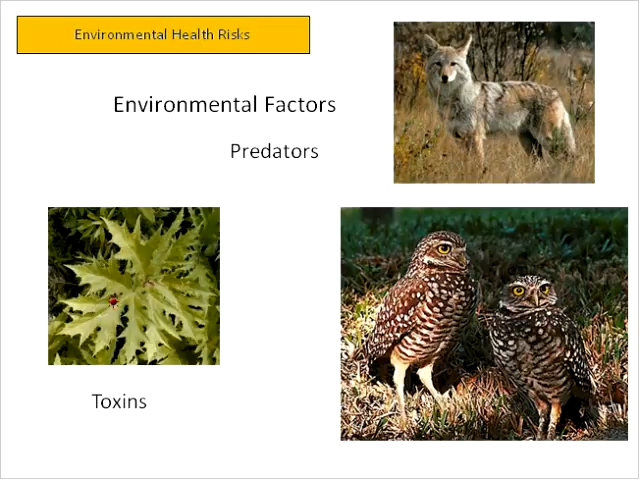 Environmental Health Risks
Environmental Factors
Predators
Toxins